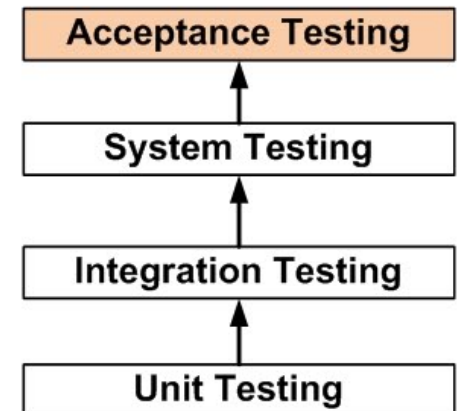 Acceptance Testing
System Testing
Integration Testing
Unit Testing